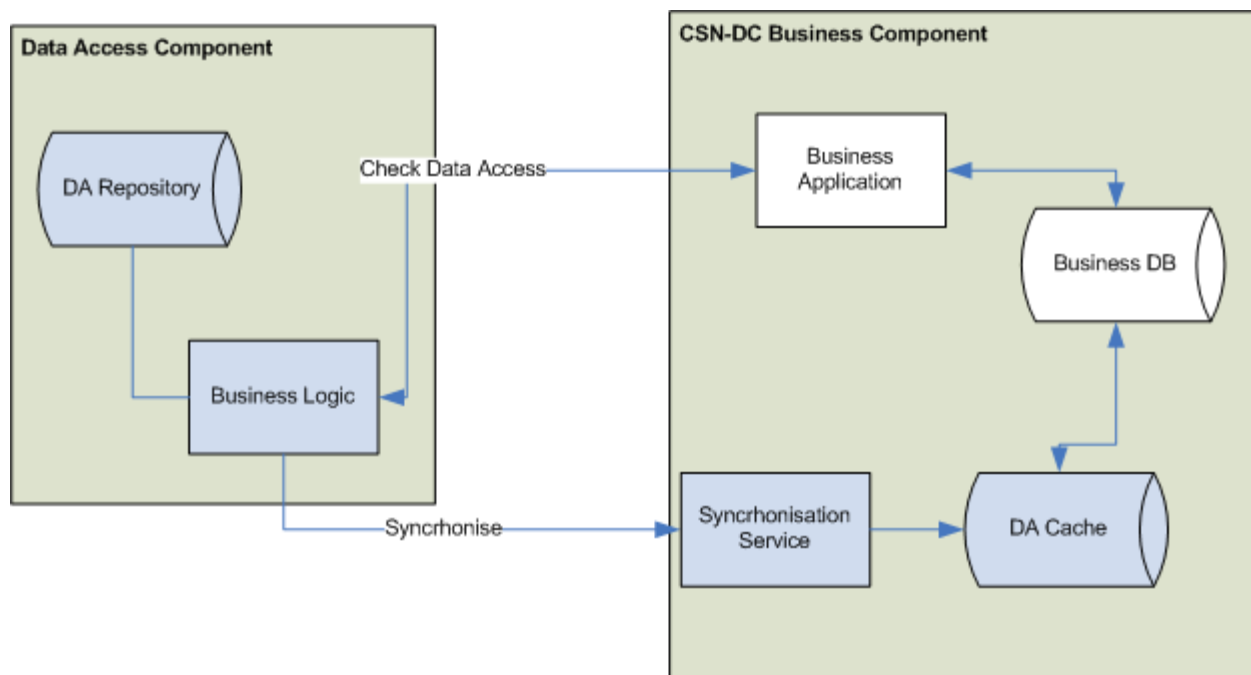 Data Access Component
DA Repository
Business Logic
Check Data Access
Syncrhonise
CSN-DC Business Component
Business
Application
Business DB
Syncrhonisation
Service
DA Cache